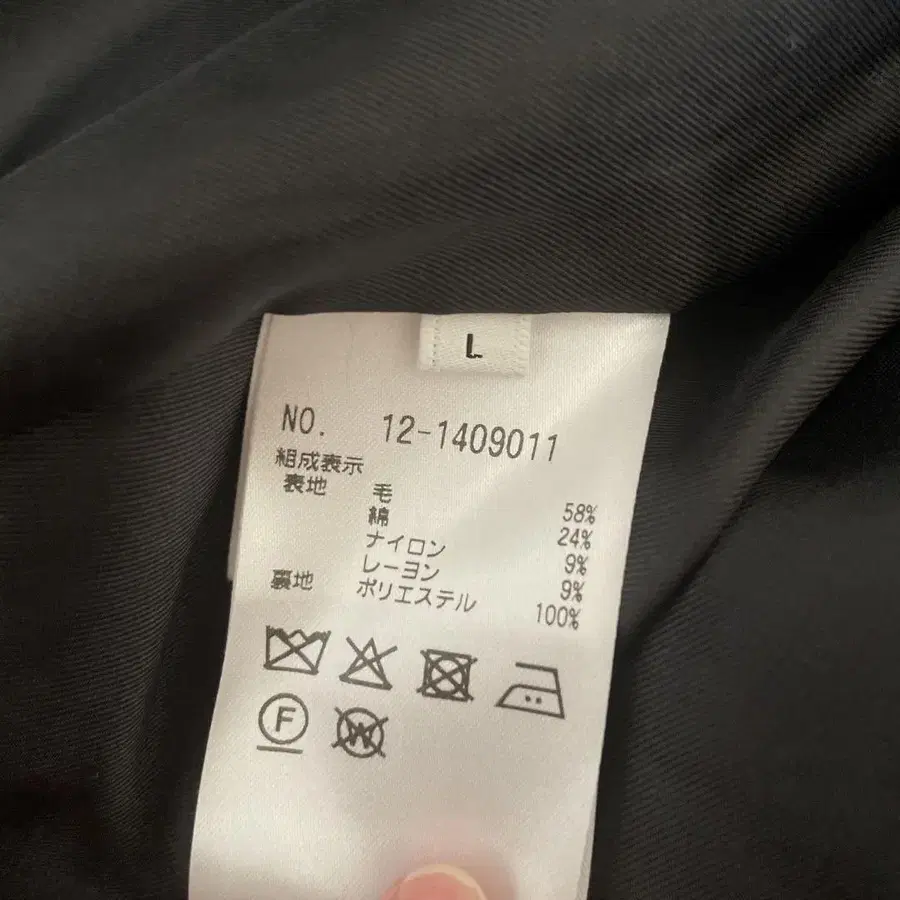 L
NO. 12-1409011
組成表示
表地 毛 58%
綿 24%
ナイロン 9%
レーヨン 9%
裏地 ポリエステル 100%
F
W